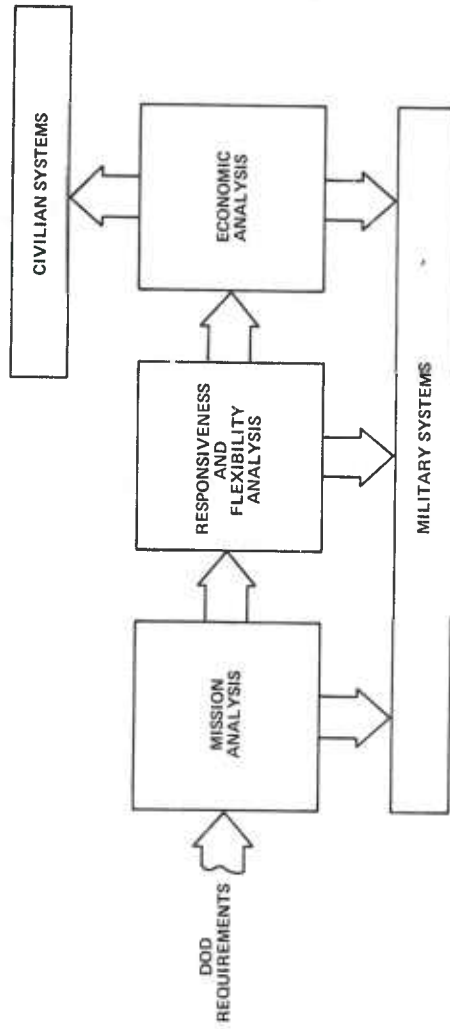 DOD
REQUIREMENTS
MISSION
ANALYSIS
RESPONSIVENESS
AND
FLEXIBILITY
ANALYSIS
ECONOMIC
ANALYSIS
CIVILIAN SYSTEMS
MILITARY SYSTEMS